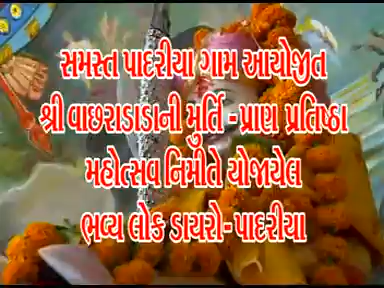 સમસ્ત પાદરીયા ગામ આયોજીત
શ્રી વાછરાડાડાની મુર્તિ - પ્રાણ પ્રતિષ્ઠા
મહોત્સવ નિમીતે યોજાયેલ
ભવ્ય લોક ડાયરો- પાદરીયા